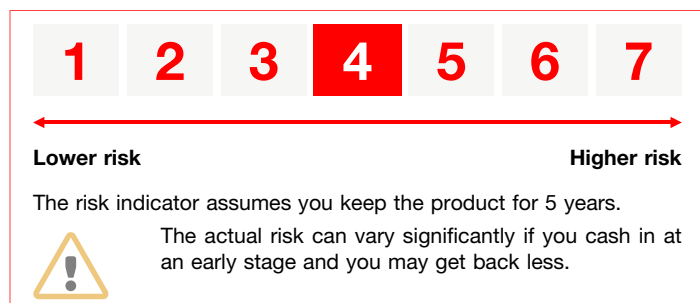 1 2 3 4 5 6 7
Lower risk Higher risk
The risk indicator assumes you keep the product for 5 years.
The actual risk can vary significantly if you cash in at
an early stage and you may get back less.